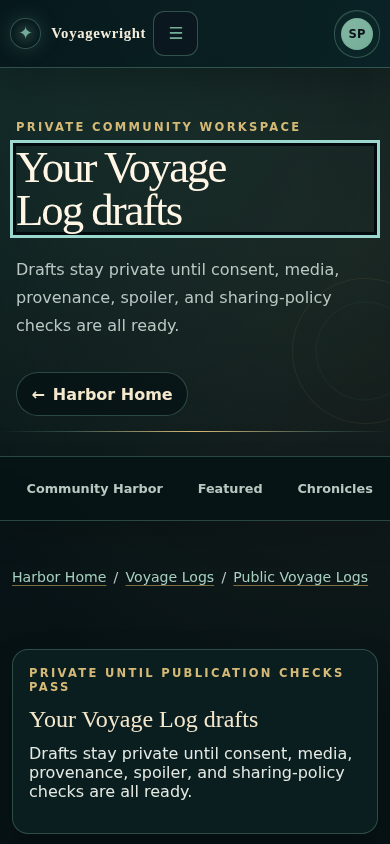 Voyagewright
☰
SP
PRIVATE COMMUNITY WORKSPACE
Your Voyage
Log drafts
Drafts stay private until consent, media,
provenance, spoiler, and sharing-policy
checks are all ready.
← Harbor Home
Community Harbor Featured Chronicles
Harbor Home / Voyage Logs / Public Voyage Logs
PRIVATE UNTIL PUBLICATION CHECKS
PASS
Your Voyage Log drafts
Drafts stay private until consent, media,
provenance, spoiler, and sharing-policy
checks are all ready.